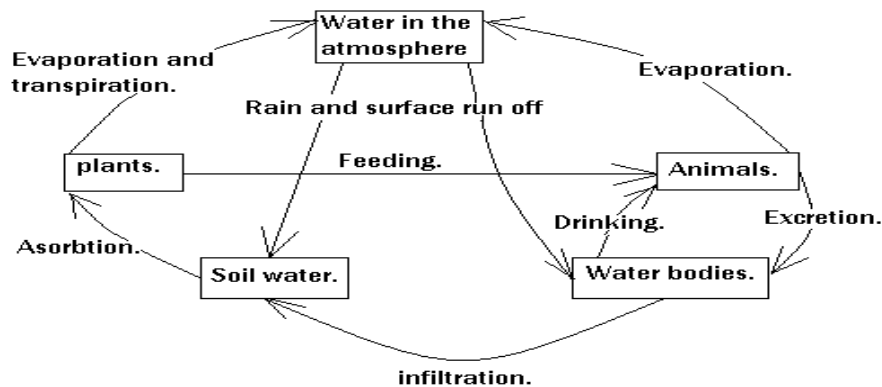 Water in the
atmosphere
Evaporation and
transpiration.
Evaporation.
Rain and surface run off
plants.
Feeding.
Animals.
Asorbtion.
Drinking.
Excretion.
Soil water.
Water bodies.
infiltration.